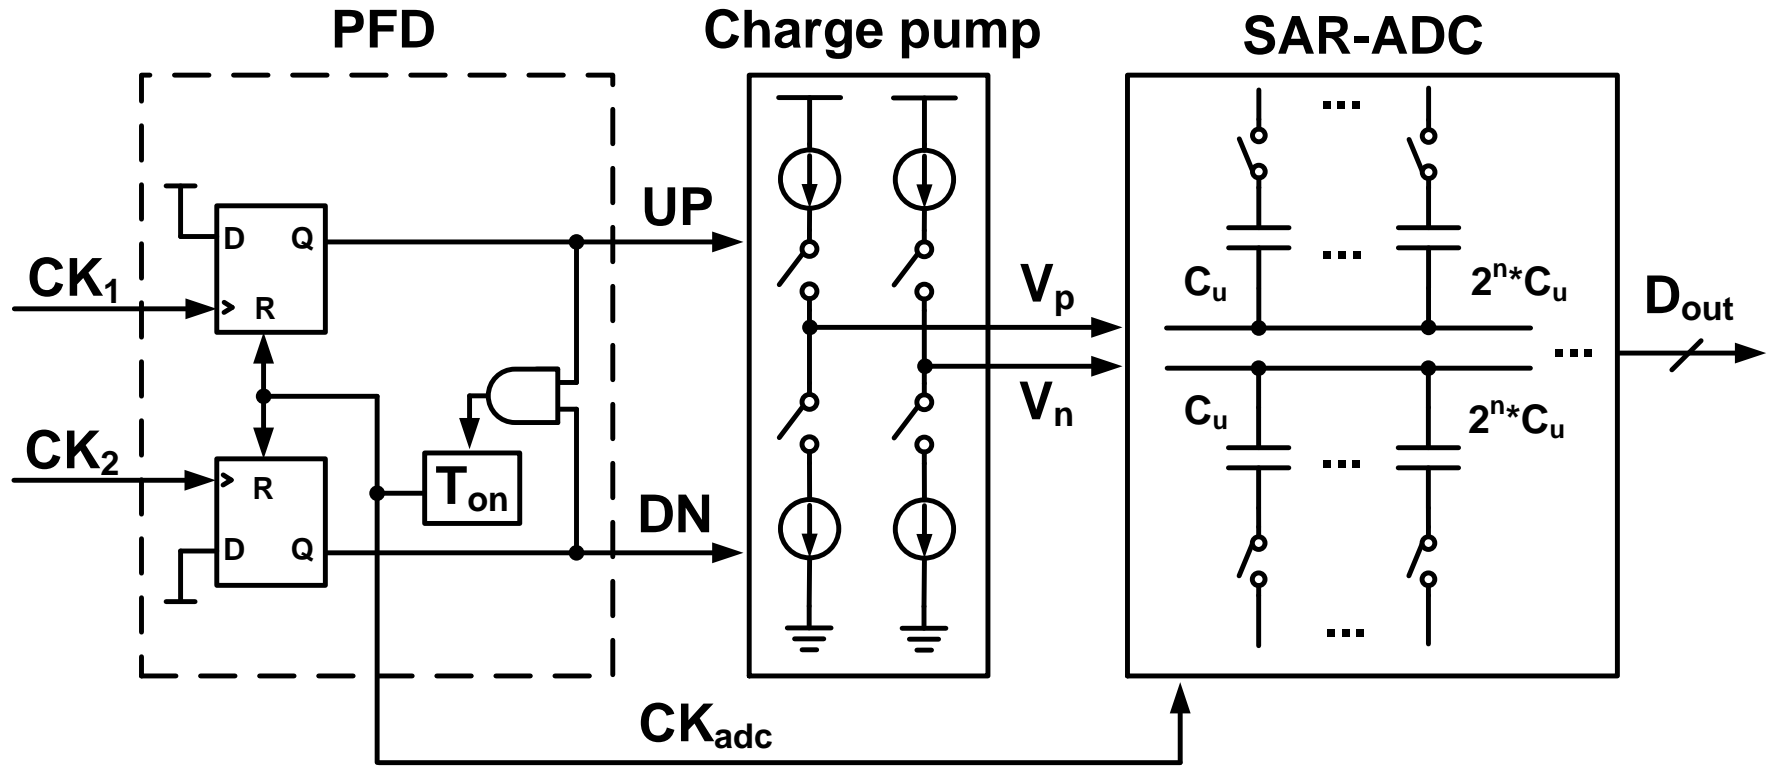 PFD
Charge pump
SAR-ADC
D Q
R
CK1
UP
Vp
Cu
2n*Cu
Dout
Vn
Cu
2n*Cu
CK2
R
D Q
Ton
DN
CKadc